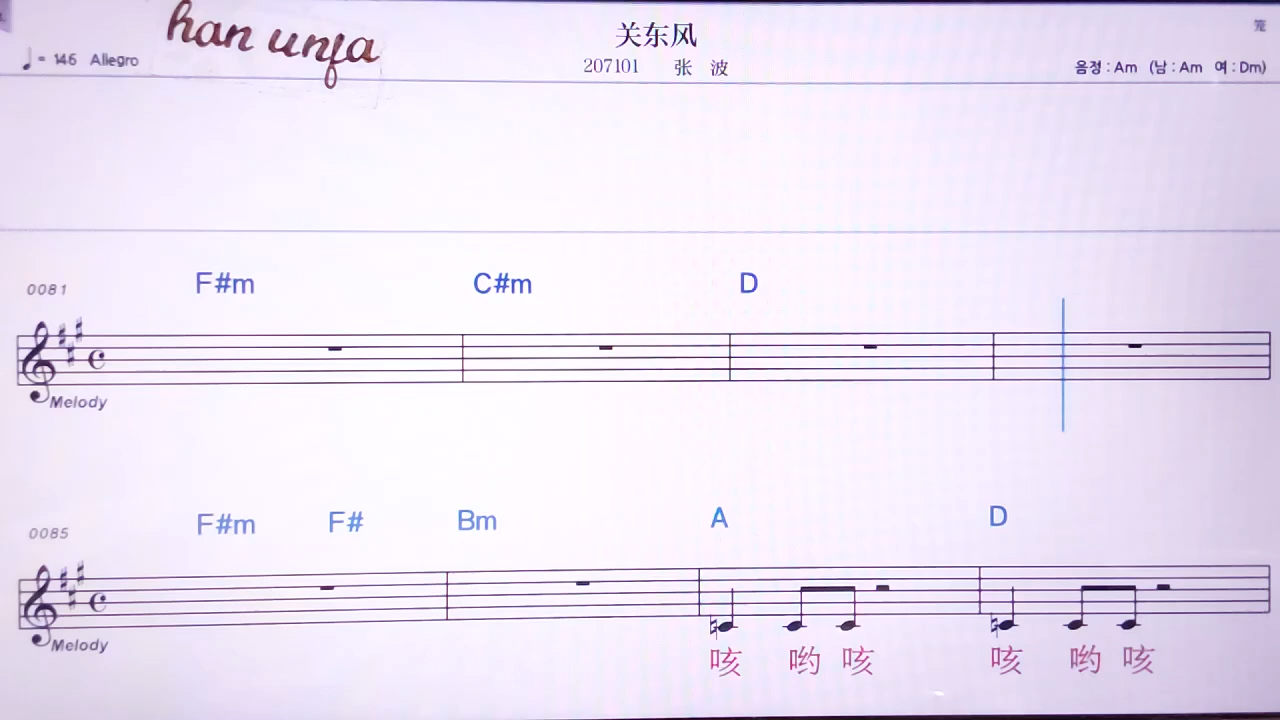 han unfa
关东风
♩= 146 Allegro
207101 张 波
음정 : Am (남 : Am 여 : Dm)
0081
F#m C#m D
Melody
0085
F#m F# Bm A D
Melody
咳 哟 咳 咳 哟 咳